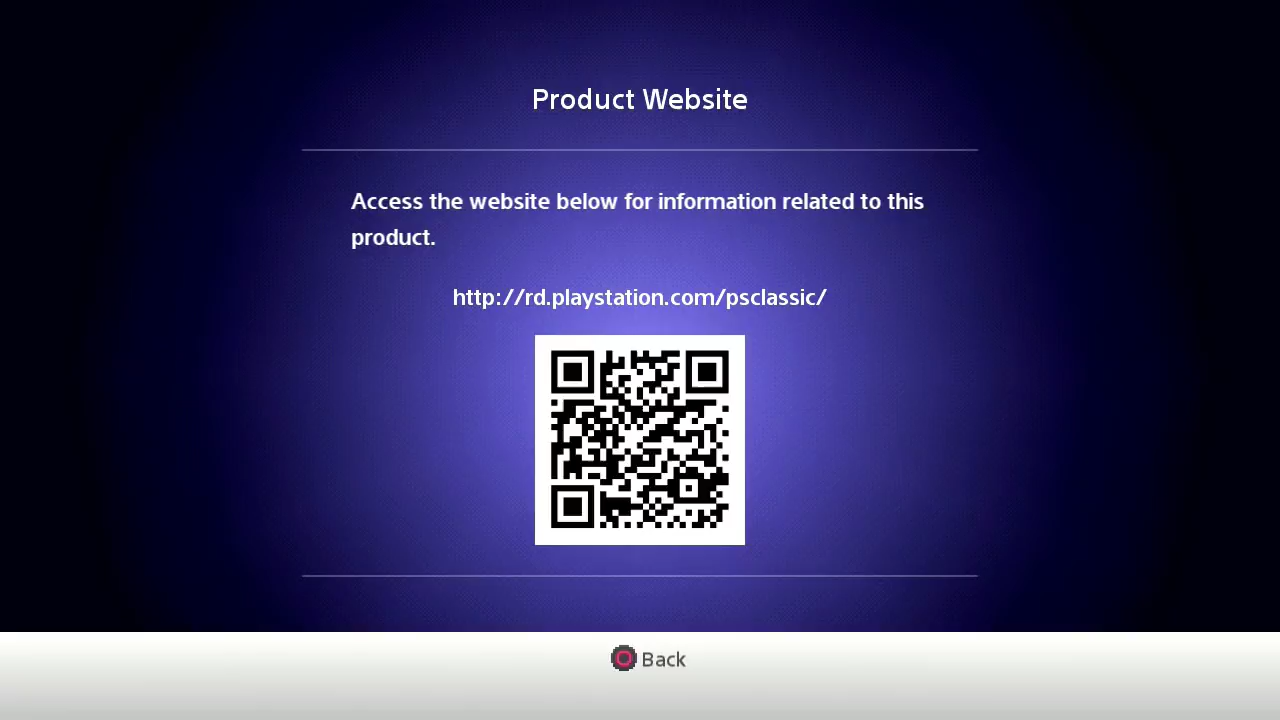 Product Website
Access the website below for information related to this
product.
http://rd.playstation.com/psclassic/
Back